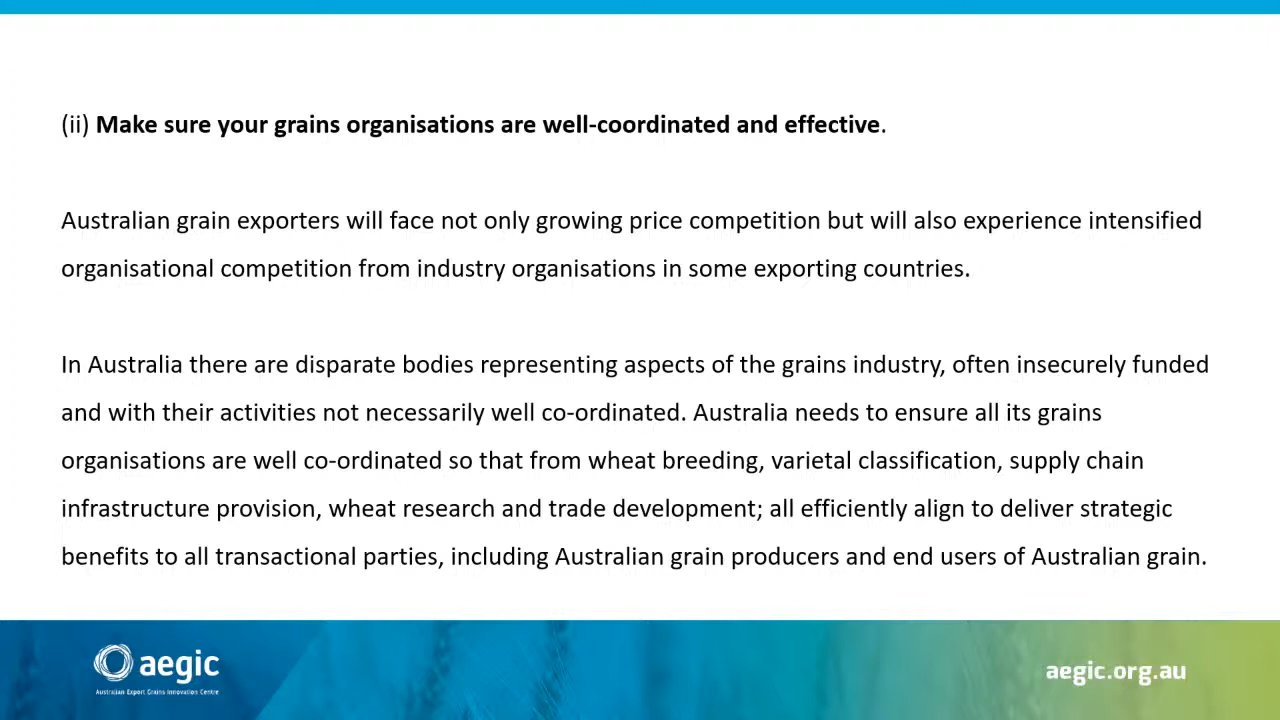 (ii) Make sure your grains organisations are well-coordinated and effective.
Australian grain exporters will face not only growing price competition but will also experience intensified
organisational competition from industry organisations in some exporting countries.
In Australia there are disparate bodies representing aspects of the grains industry, often insecurely funded
and with their activities not necessarily well co-ordinated. Australia needs to ensure all its grains
organisations are well co-ordinated so that from wheat breeding, varietal classification, supply chain
infrastructure provision, wheat research and trade development; all efficiently align to deliver strategic
benefits to all transactional parties, including Australian grain producers and end users of Australian grain.
aegic
Australian Export Grains Innovation Centre
aegic.org.au